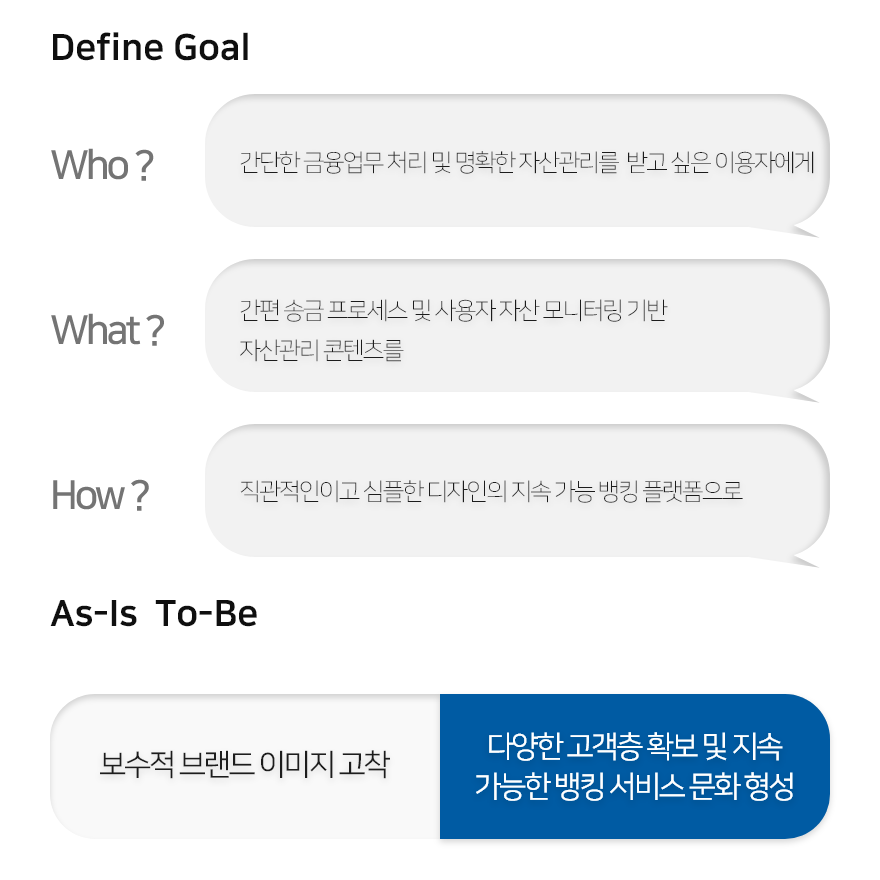 Define Goal
Who ?
간단한 금융업무 처리 및 명확한 자산관리를 받고 싶은 이용자에게
What ?
간편 송금 프로세스 및 사용자 자산 모니터링 기반
자산관리 콘텐츠를
How ?
직관적인이고 심플한 디자인의 지속 가능 뱅킹 플랫폼으로
As-Is To-Be
보수적 브랜드 이미지 고착
다양한 고객층 확보 및 지속
가능한 뱅킹 서비스 문화 형성